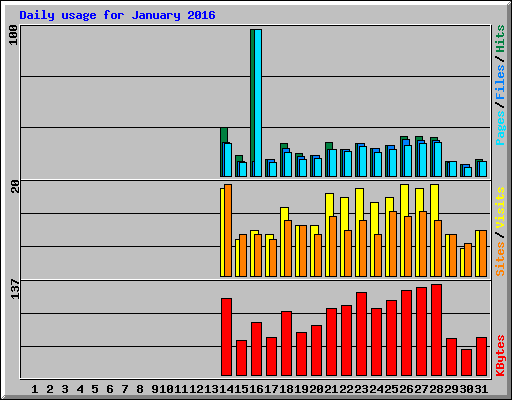 Daily usage for January 2016
100
20
137
Pages/Files/Hits
Sites/Visits
KBytes
1 2 3 4 5 6 7 8 9 10 11 12 13 14 15 16 17 18 19 20 21 22 23 24 25 26 27 28 29 30 31